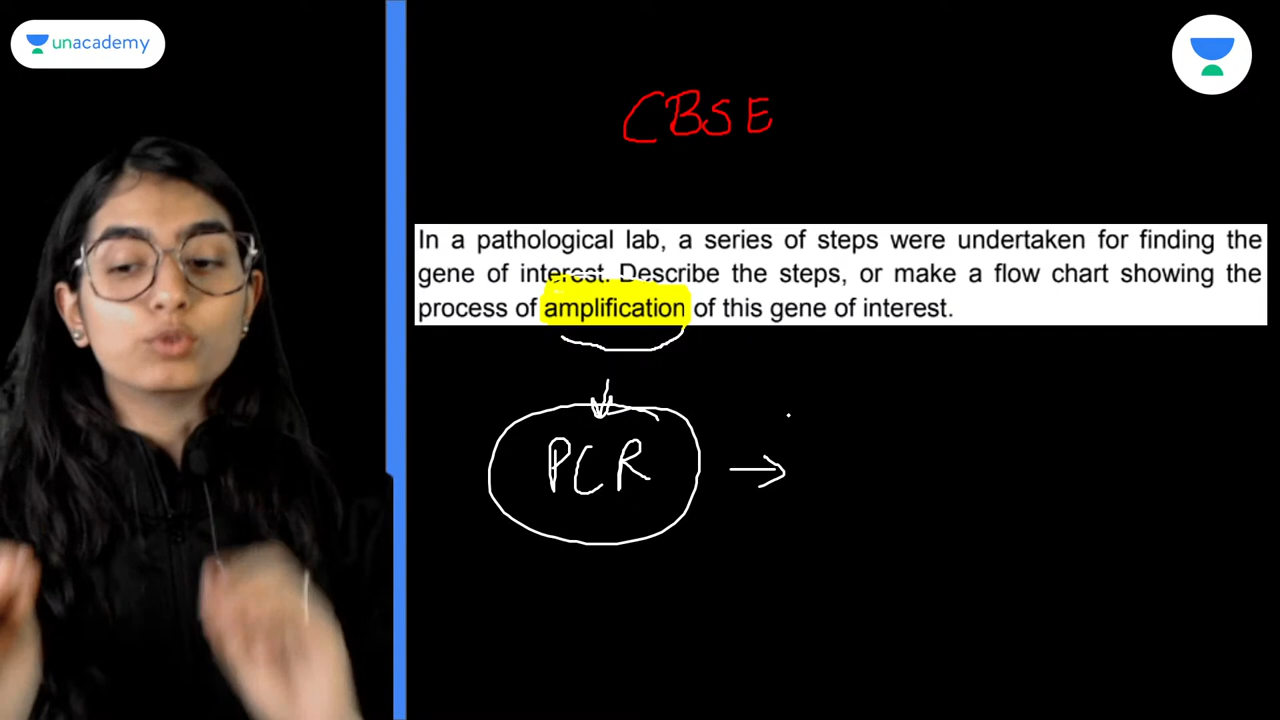 unacademy
CBSE
In a pathological lab, a series of steps were undertaken for finding the
gene of interest. Describe the steps, or make a flow chart showing the
process of amplification of this gene of interest.
PCR